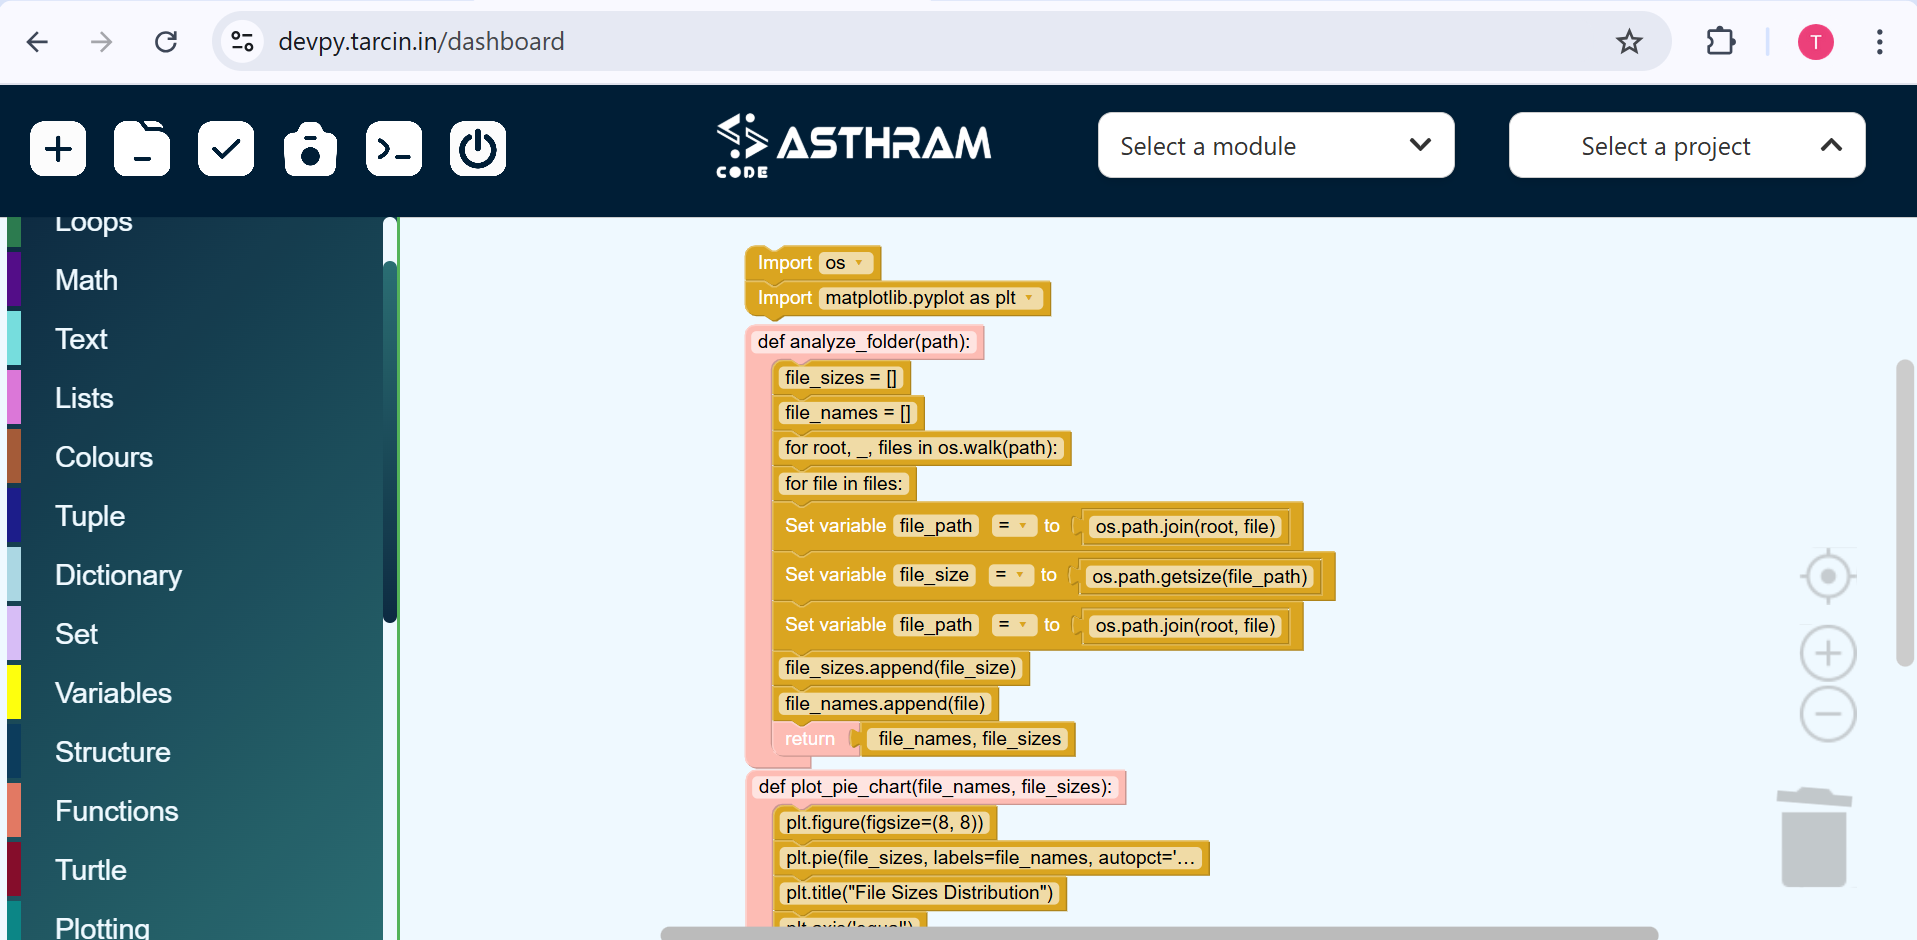 devpy.tarcin.in/dashboard
T
ASTHRAM
CODE
Select a module
Select a project
Loops
Math
Text
Lists
Colours
Tuple
Dictionary
Set
Variables
Structure
Functions
Turtle
Plotting
Import os
Import matplotlib.pyplot as plt
def analyze_folder(path):
file_sizes = []
file_names = []
for root, _, files in os.walk(path):
for file in files:
Set variable file_path = to os.path.join(root, file)
Set variable file_size = to os.path.getsize(file_path)
Set variable file_path = to os.path.join(root, file)
file_sizes.append(file_size)
file_names.append(file)
return file_names, file_sizes
def plot_pie_chart(file_names, file_sizes):
plt.figure(figsize=(8, 8))
plt.pie(file_sizes, labels=file_names, autopct='...
plt.title("File Sizes Distribution")
plt.axis('equal')